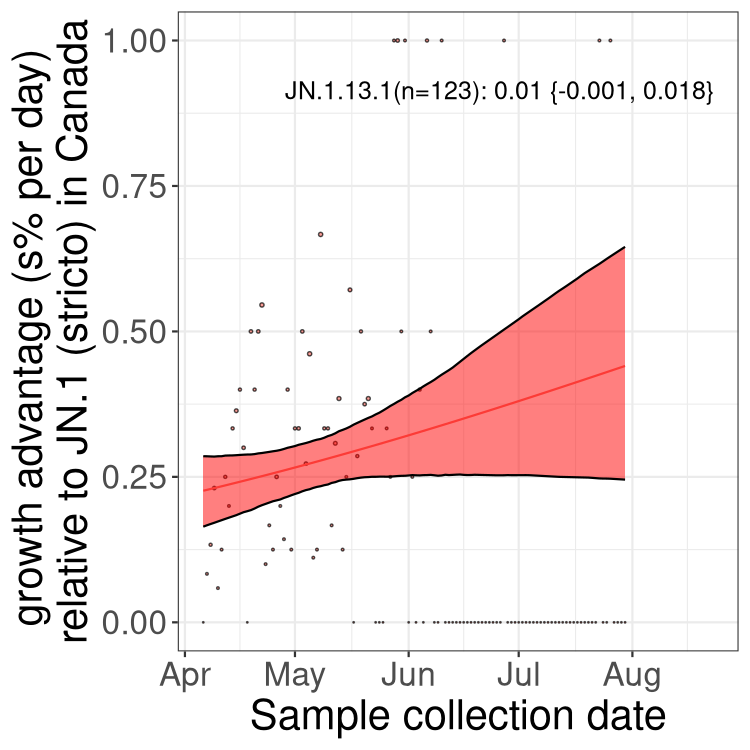 growth advantage (s% per day)
relative to JN.1 (stricto) in Canada
1.00
0.75
0.50
0.25
0.00
JN.1.13.1(n=123): 0.01 {-0.001, 0.018}
Apr May Jun Jul Aug
Sample collection date